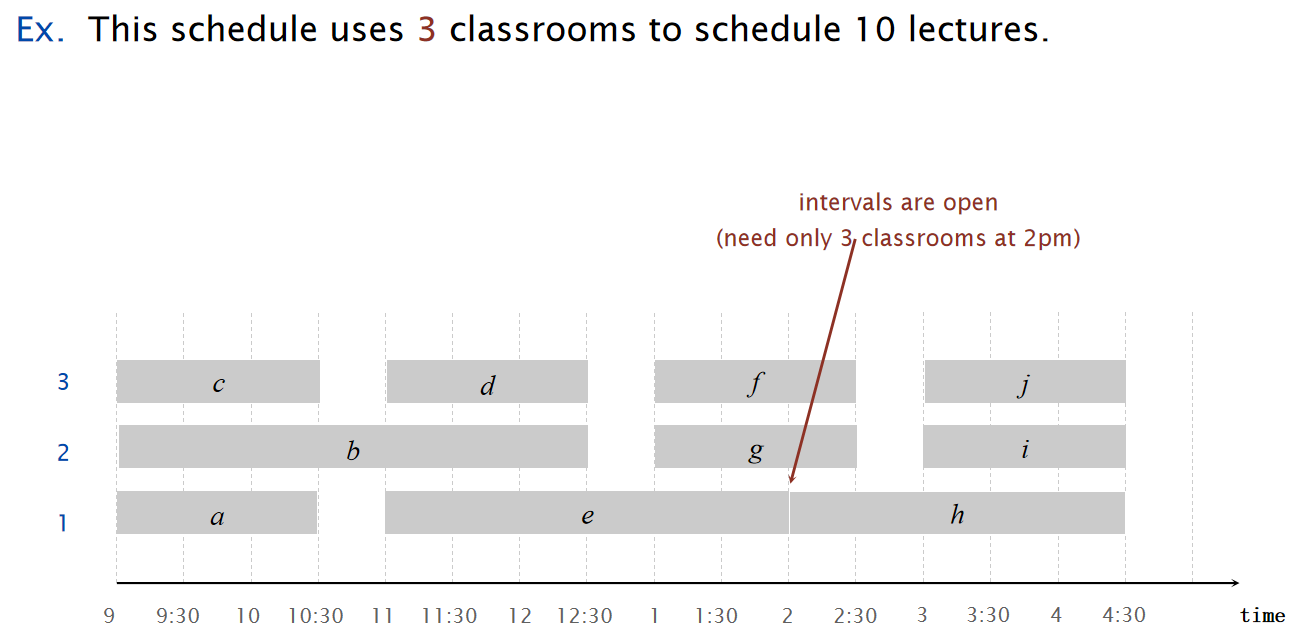 Ex. This schedule uses 3 classrooms to schedule 10 lectures.
intervals are open
(need only 3 classrooms at 2pm)
3 c d f j
2 b g i
1 a e h
9 9:30 10 10:30 11 11:30 12 12:30 1 1:30 2 2:30 3 3:30 4 4:30 time